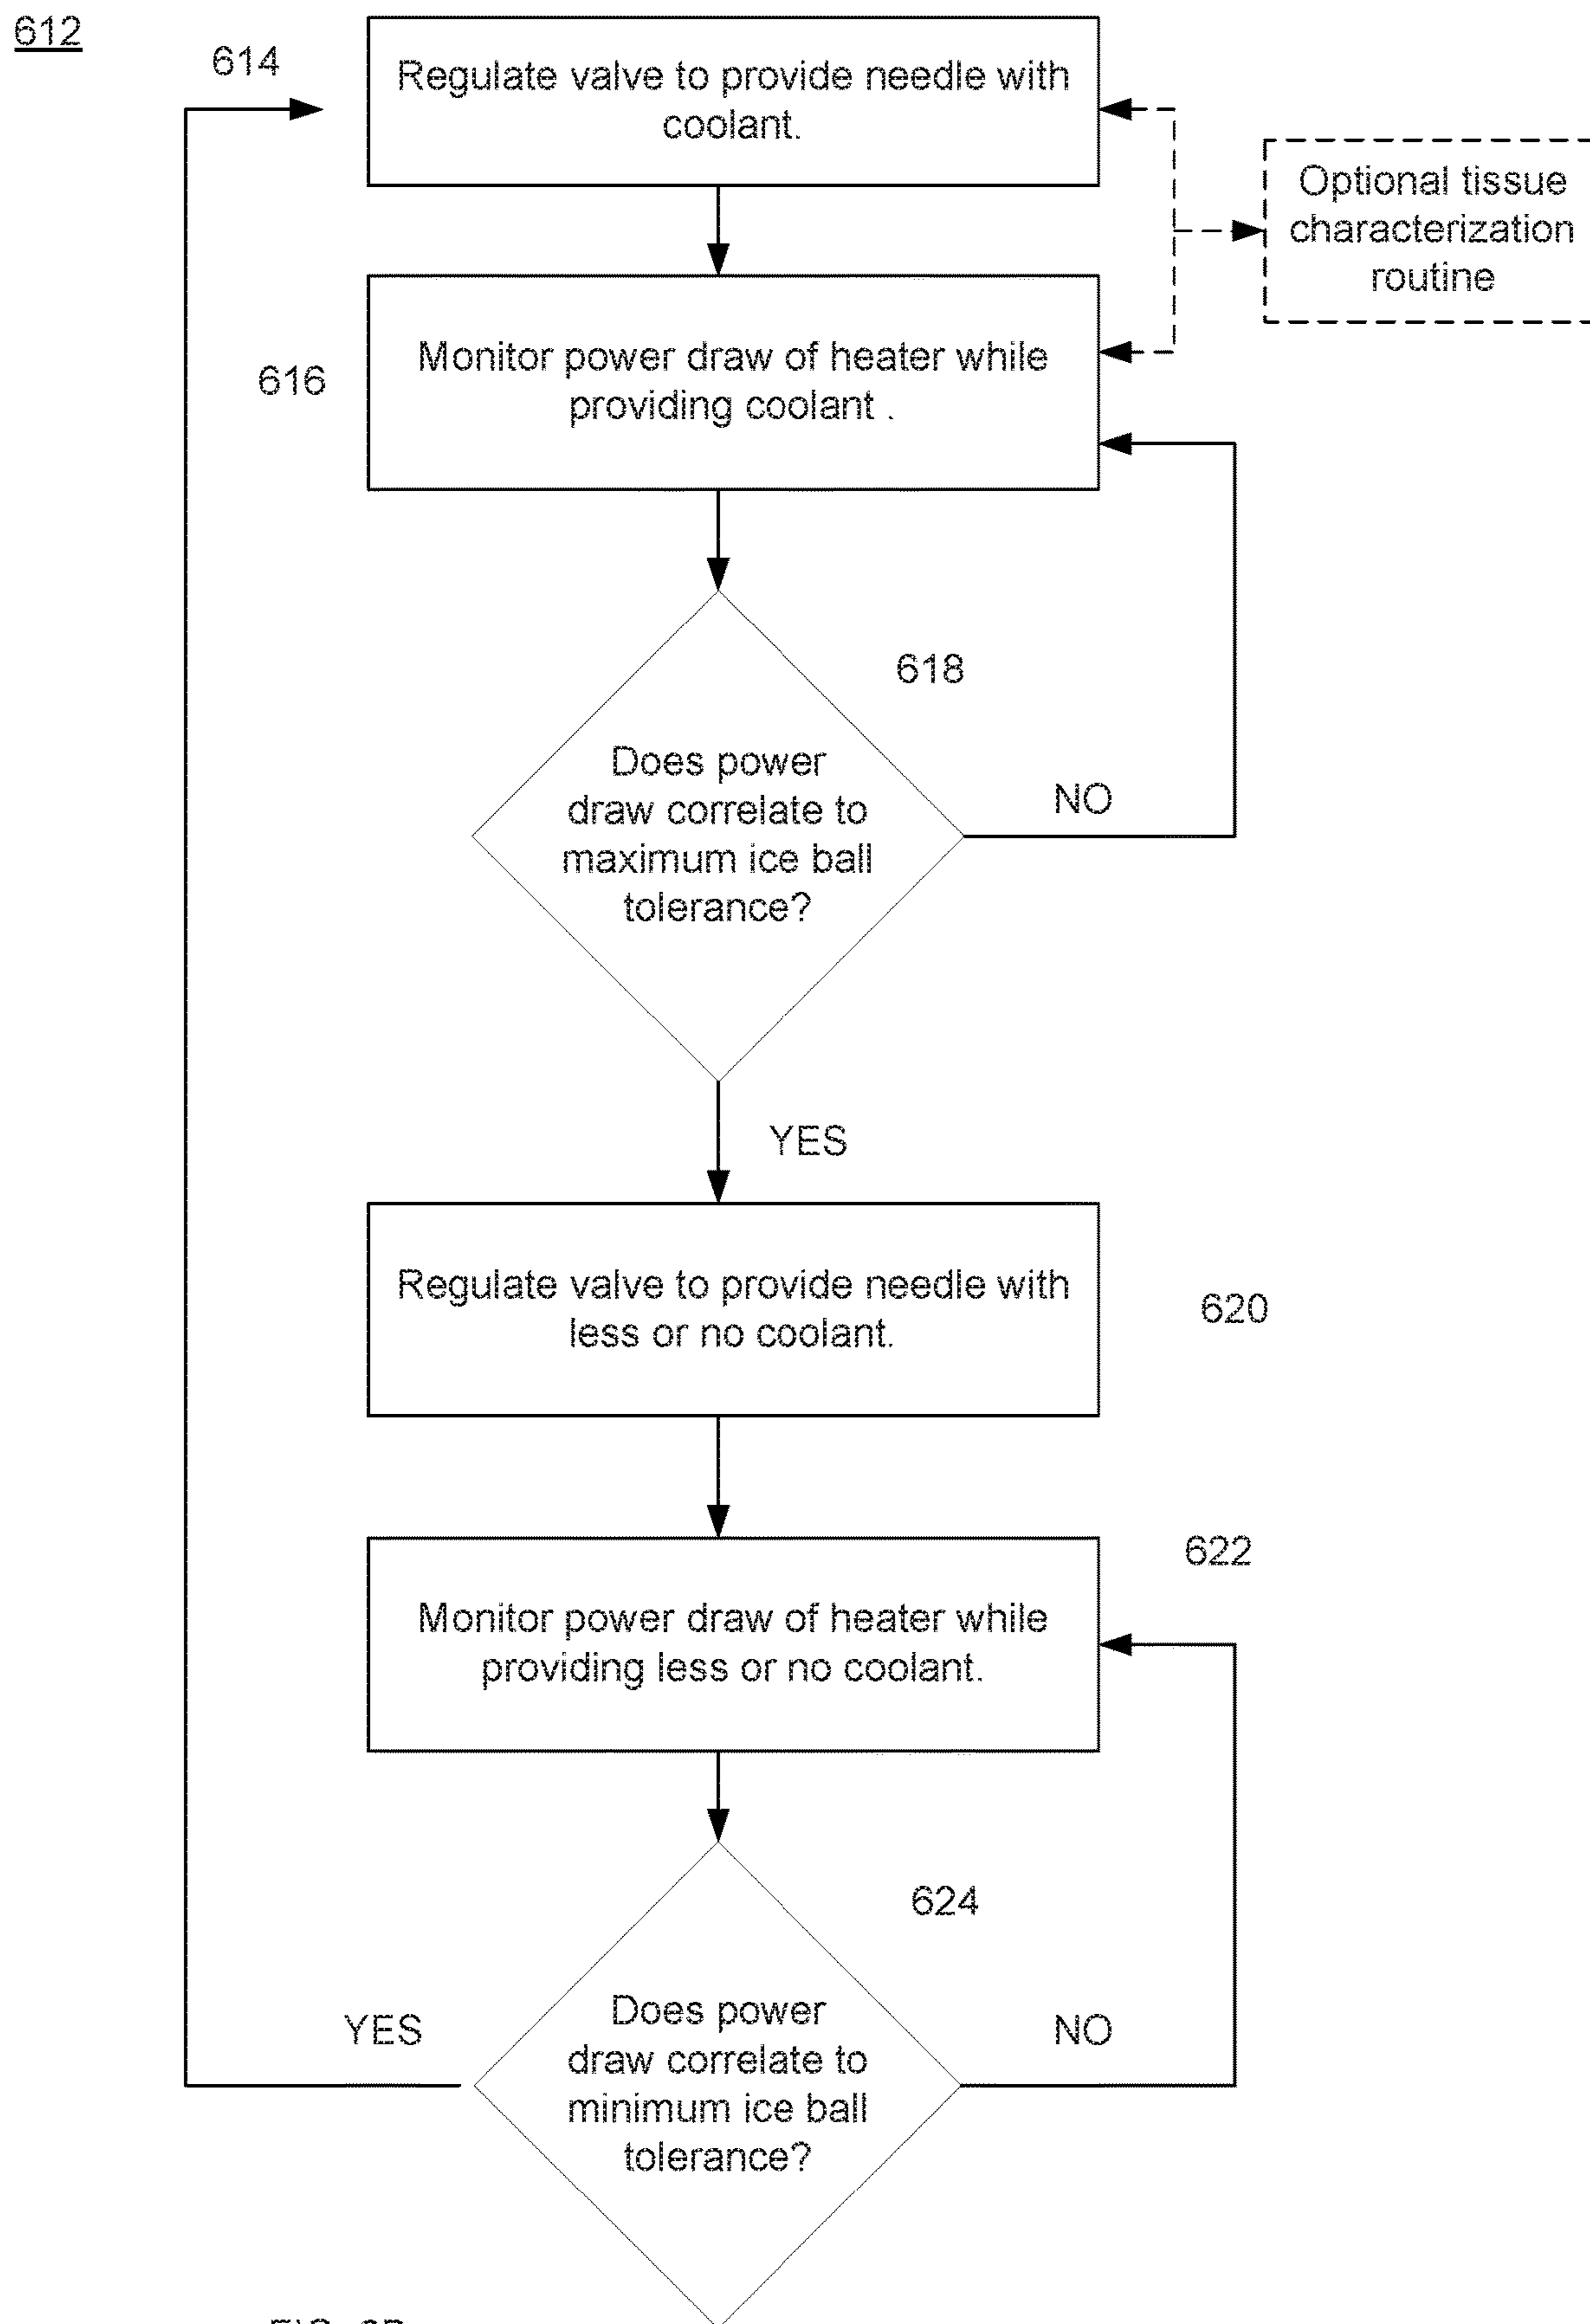 612
614
Regulate valve to provide needle with
coolant.
Optional tissue
characterization
routine
616
Monitor power draw of heater while
providing coolant .
618
Does power
draw correlate to
maximum ice ball
tolerance?
NO
YES
Regulate valve to provide needle with
less or no coolant.
620
622
Monitor power draw of heater while
providing less or no coolant.
624
Does power
draw correlate to
minimum ice ball
tolerance?
YES
NO